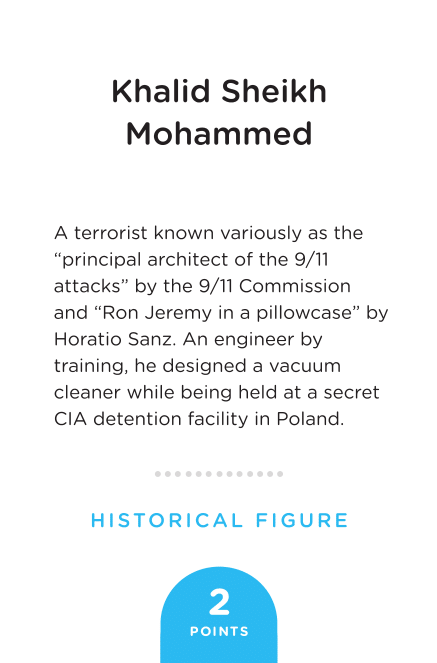 Khalid Sheikh
Mohammed
A terrorist known variously as the
“principal architect of the 9/11
attacks” by the 9/11 Commission
and “Ron Jeremy in a pillowcase” by
Horatio Sanz. An engineer by
training, he designed a vacuum
cleaner while being held at a secret
CIA detention facility in Poland.
HISTORICAL FIGURE
2
POINTS